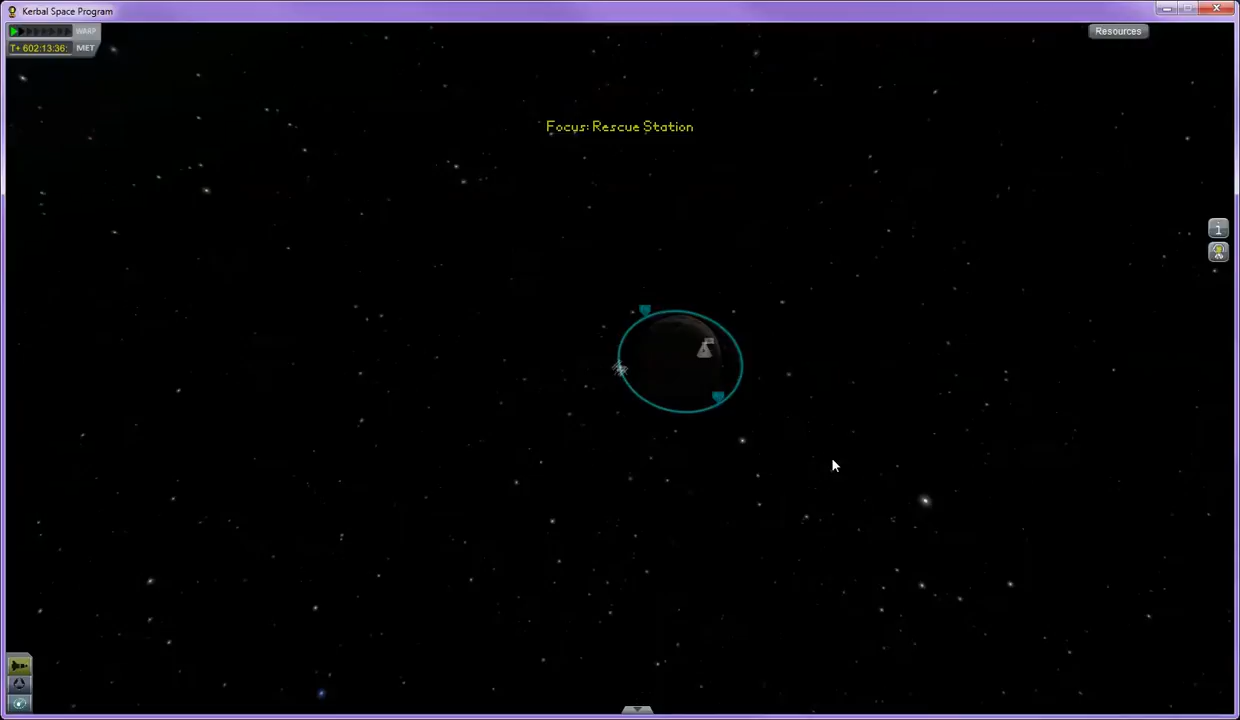 Kerbal Space Program
WARP
Resources
T+ 602:13:36:
MET
Focus: Rescue Station